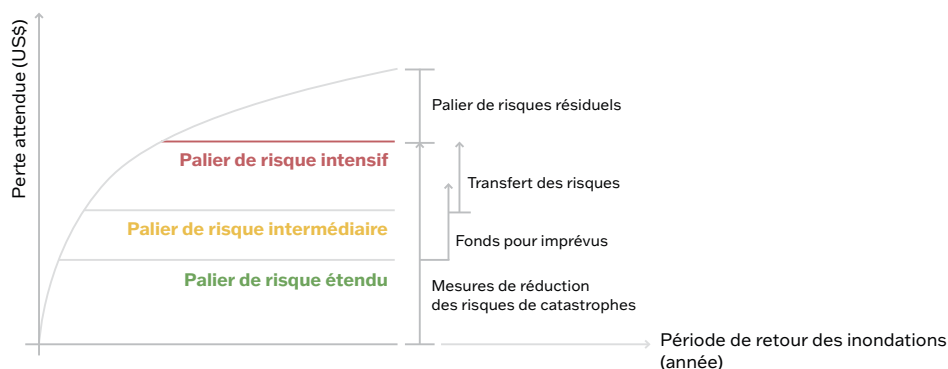 Perte attendue (US$)
Palier de risques résiduels
Palier de risque intensif
Transfert des risques
Palier de risque intermédiaire
Fonds pour imprévus
Palier de risque étendu
Mesures de réduction
des risques de catastrophes
Période de retour des inondations
(année)